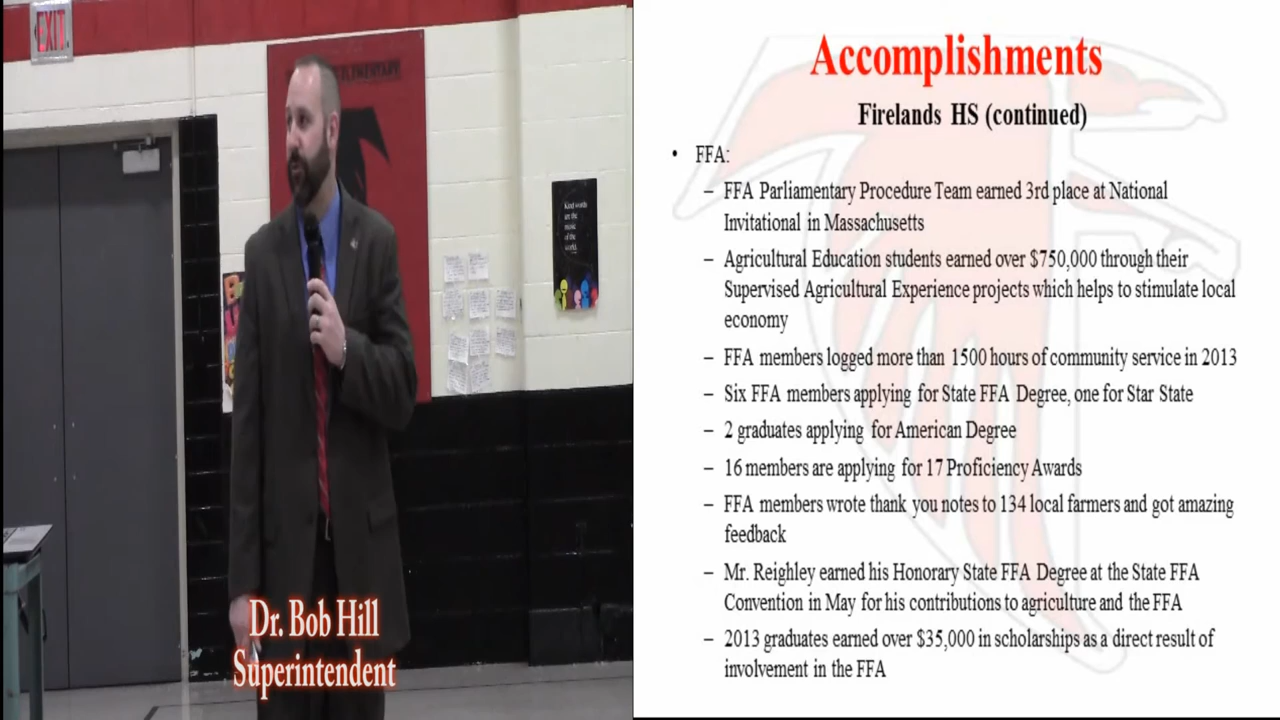 EXIT
ELEMENTARY
Kind words
are the
music
of the
world.
Dr. Bob Hill
Superintendent
Accomplishments
Firelands HS (continued)
• FFA:
– FFA Parliamentary Procedure Team earned 3rd place at National
Invitational in Massachusetts
– Agricultural Education students earned over $750,000 through their
Supervised Agricultural Experience projects which helps to stimulate local
economy
– FFA members logged more than 1500 hours of community service in 2013
– Six FFA members applying for State FFA Degree, one for Star State
– 2 graduates applying for American Degree
– 16 members are applying for 17 Proficiency Awards
– FFA members wrote thank you notes to 134 local farmers and got amazing
feedback
– Mr. Reighley earned his Honorary State FFA Degree at the State FFA
Convention in May for his contributions to agriculture and the FFA
– 2013 graduates earned over $35,000 in scholarships as a direct result of
involvement in the FFA